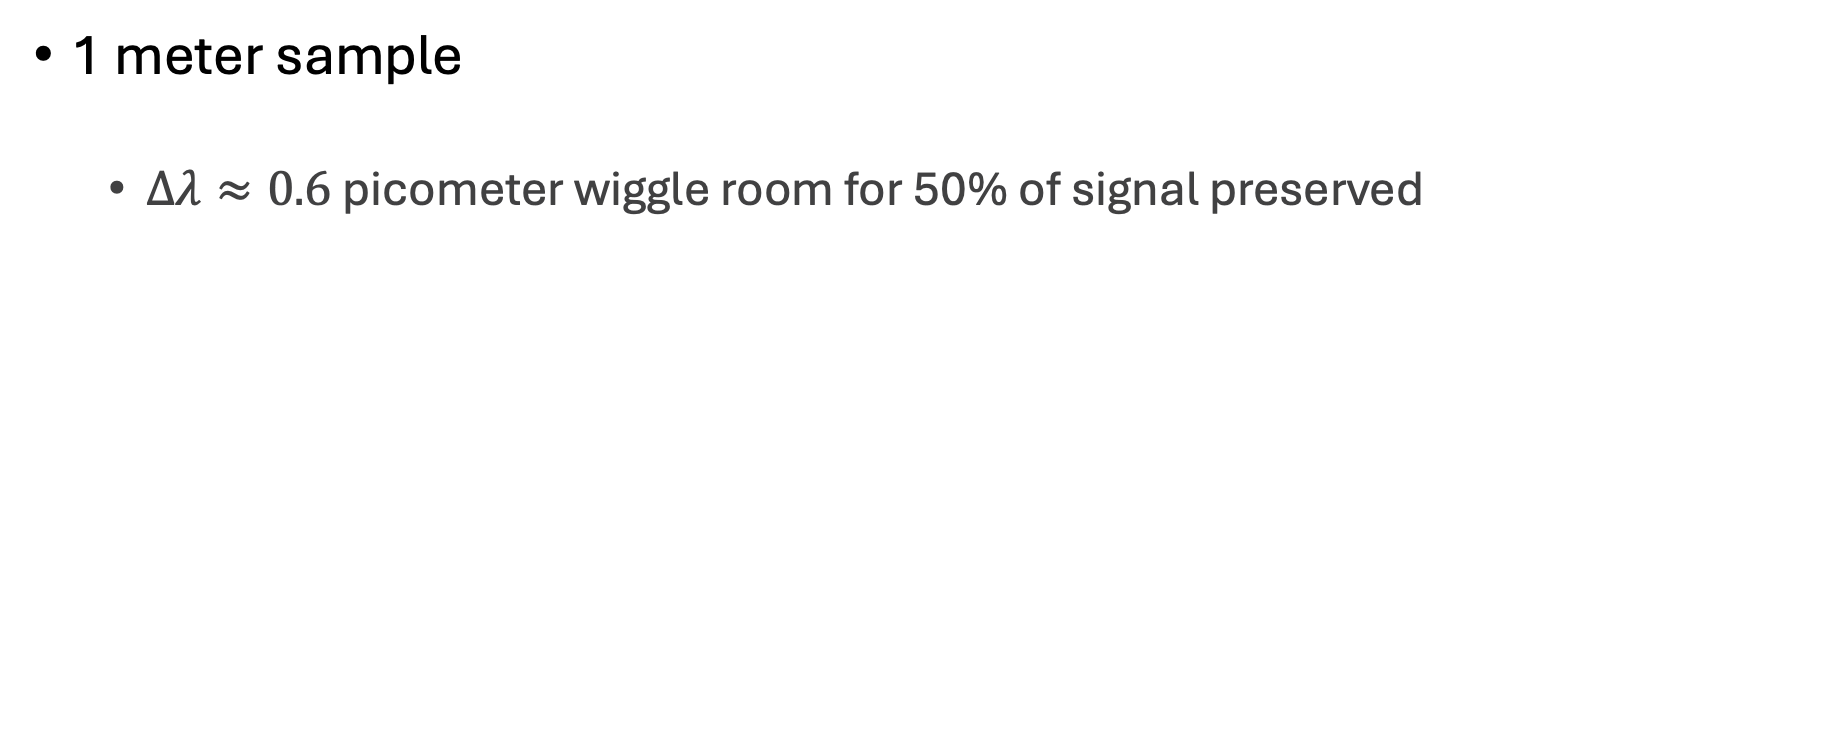 • 1 meter sample
• Δλ ≈ 0.6 picometer wiggle room for 50% of signal preserved